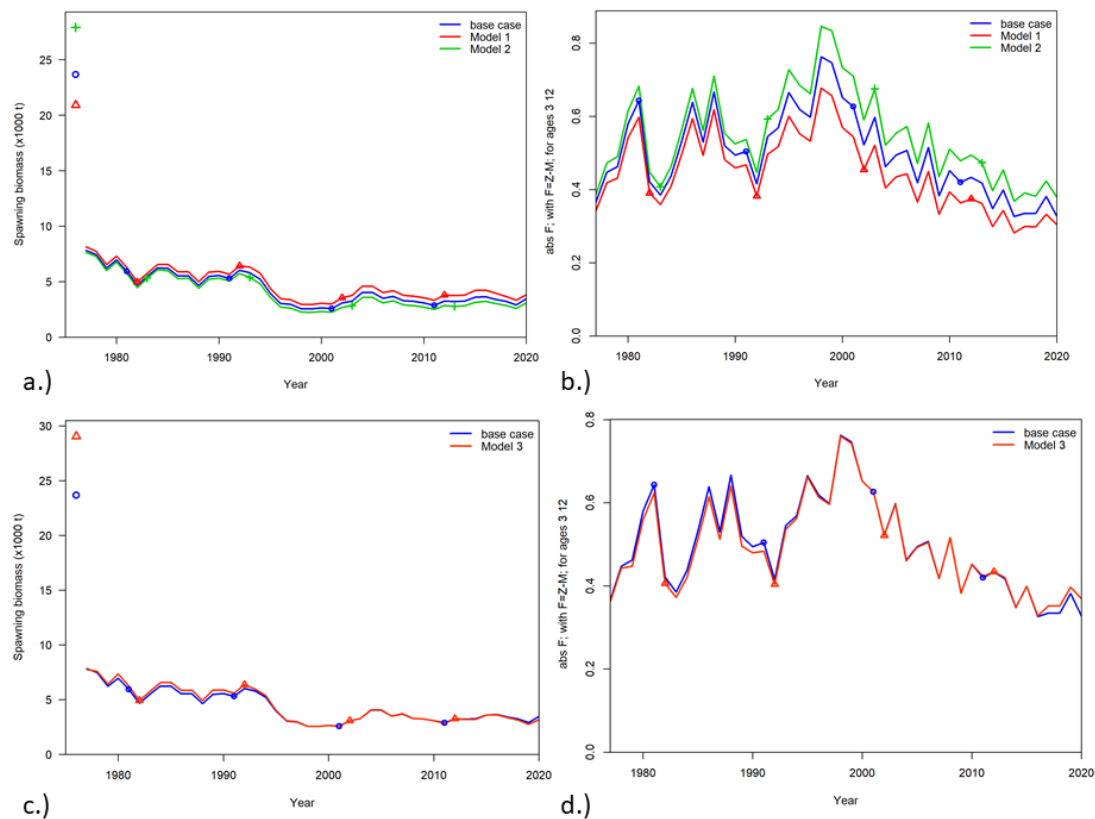 base case
Model 1
Model 2
Spawning biomass (x1000 t)
25
20
15
10
5
0
1980 1990 2000 2010 2020
Year
a.)
base case
Model 1
Model 2
abs F; with F=Z-M; for ages 3 12
0.8
0.6
0.4
0.2
0.0
1980 1990 2000 2010 2020
Year
b.)
base case
Model 3
Spawning biomass (x1000 t)
30
25
20
15
10
5
0
1980 1990 2000 2010 2020
Year
c.)
base case
Model 3
abs F; with F=Z-M; for ages 3 12
0.8
0.6
0.4
0.2
0.0
1980 1990 2000 2010 2020
Year
d.)